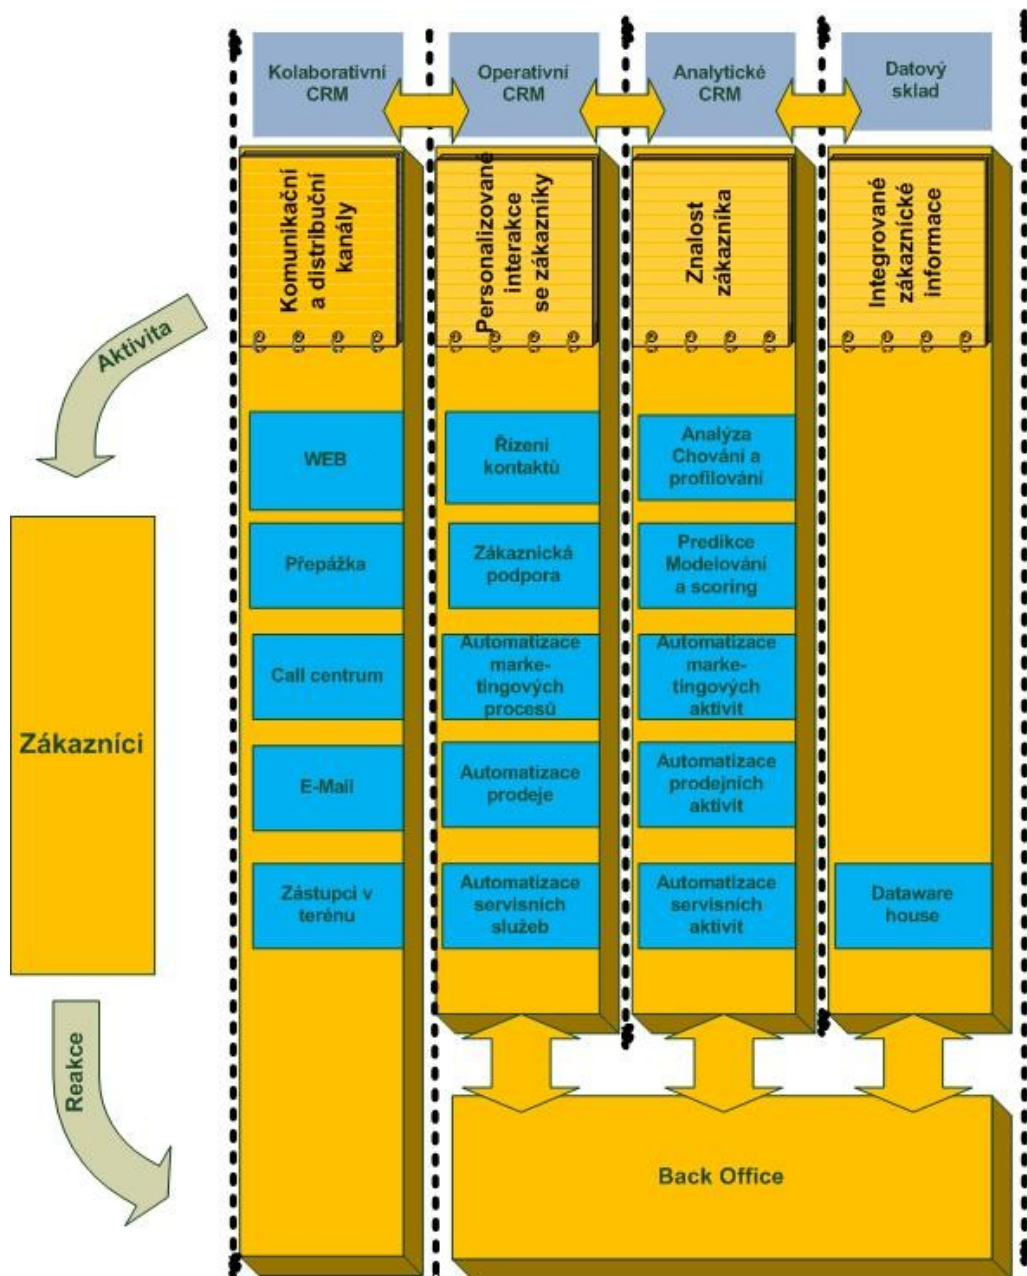 Kolaborativní
CRM
Operativní
CRM
Analytické
CRM
Datový
sklad
Komunikační
a distribuční
kanály
Personalizované
interakce
se zákazníky
Znalost
zákazníka
Integrované
zákaznické
informace
Aktivita
WEB
Řízení
kontaktů
Analýza
Chování a
profilování
Přepážka
Zákaznická
podpora
Predikce
Modelování
a scoring
Call centrum
Automatizace
marke-
tingových
procesů
Automatizace
marke-
tingových
aktivit
Zákazníci
E-Mail
Automatizace
prodeje
Automatizace
prodejních
aktivit
Zástupci v
terénu
Automatizace
servisních
služeb
Automatizace
servisních
aktivit
Dataware
house
Reakce
Back Office